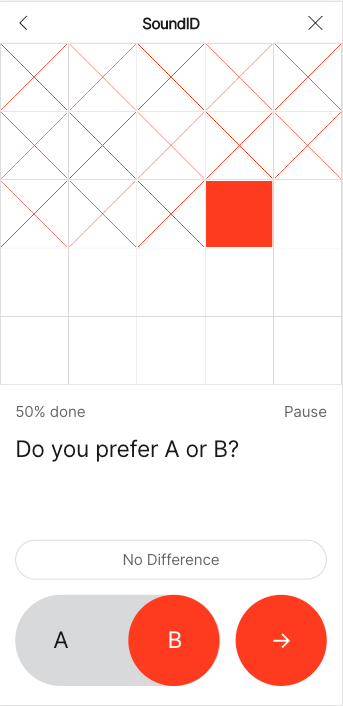 SoundID
50% done
Pause
Do you prefer A or B?
No Difference
A
B